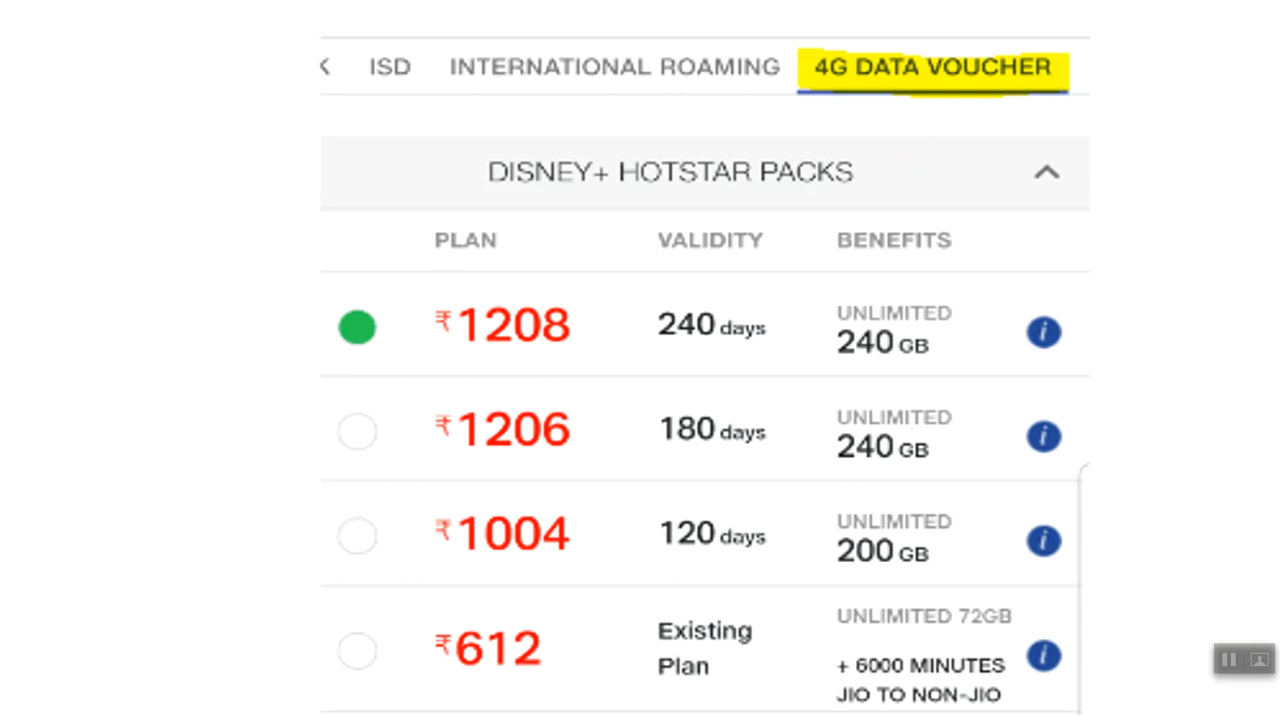 ISD INTERNATIONAL ROAMING 4G DATA VOUCHER
DISNEY+ HOTSTAR PACKS
PLAN VALIDITY BENEFITS
₹1208 240 days UNLIMITED
240 GB
₹1206 180 days UNLIMITED
240 GB
₹1004 120 days UNLIMITED
200 GB
₹612 Existing
Plan
UNLIMITED 72GB
+ 6000 MINUTES
JIO TO NON-JIO